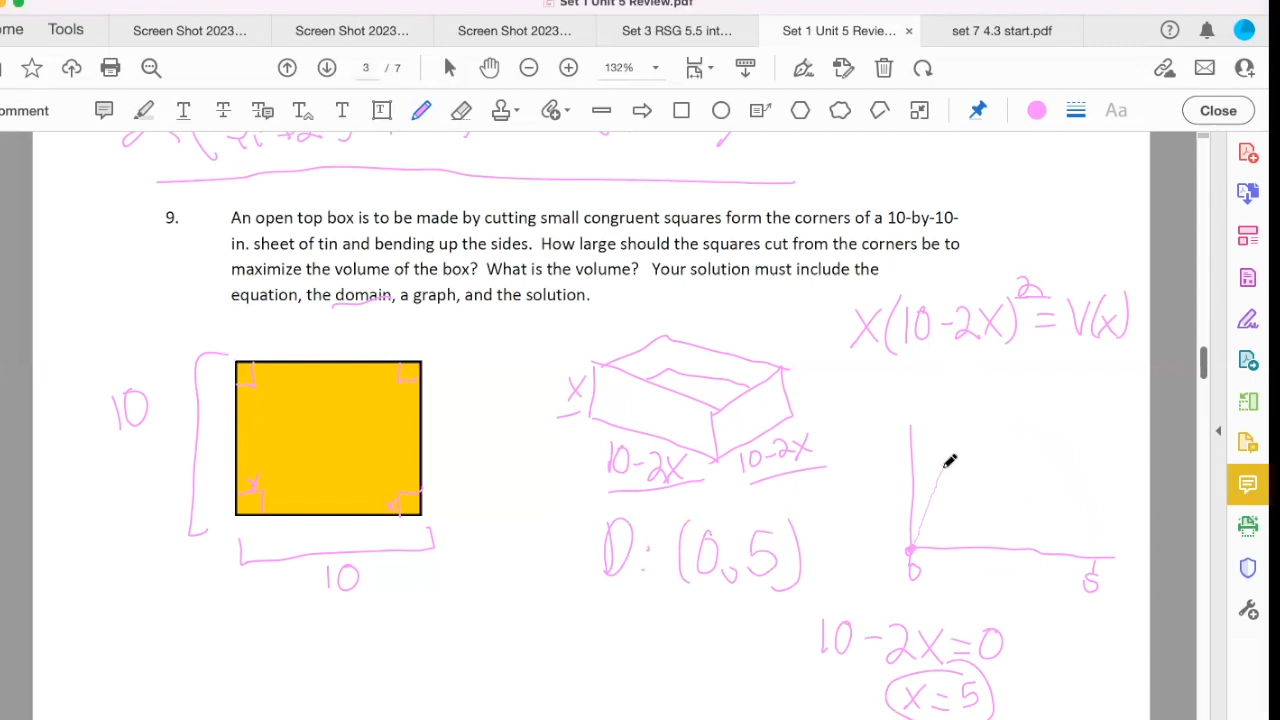 Set 1 Unit 5 Review.pdf
ome Tools Screen Shot 2023... Screen Shot 2023... Screen Shot 2023... Set 3 RSG 5.5 int... Set 1 Unit 5 Revie... × set 7 4.3 start.pdf
3 / 7 132%
omment Aa Close
9. An open top box is to be made by cutting small congruent squares form the corners of a 10-by-10-
in. sheet of tin and bending up the sides. How large should the squares cut from the corners be to
maximize the volume of the box? What is the volume? Your solution must include the
equation, the domain, a graph, and the solution.
X(10-2X)² = V(x)
10
x
x
10
X
10-2X 10-2X
D: (0,5)
0 5
10-2X=0
x=5